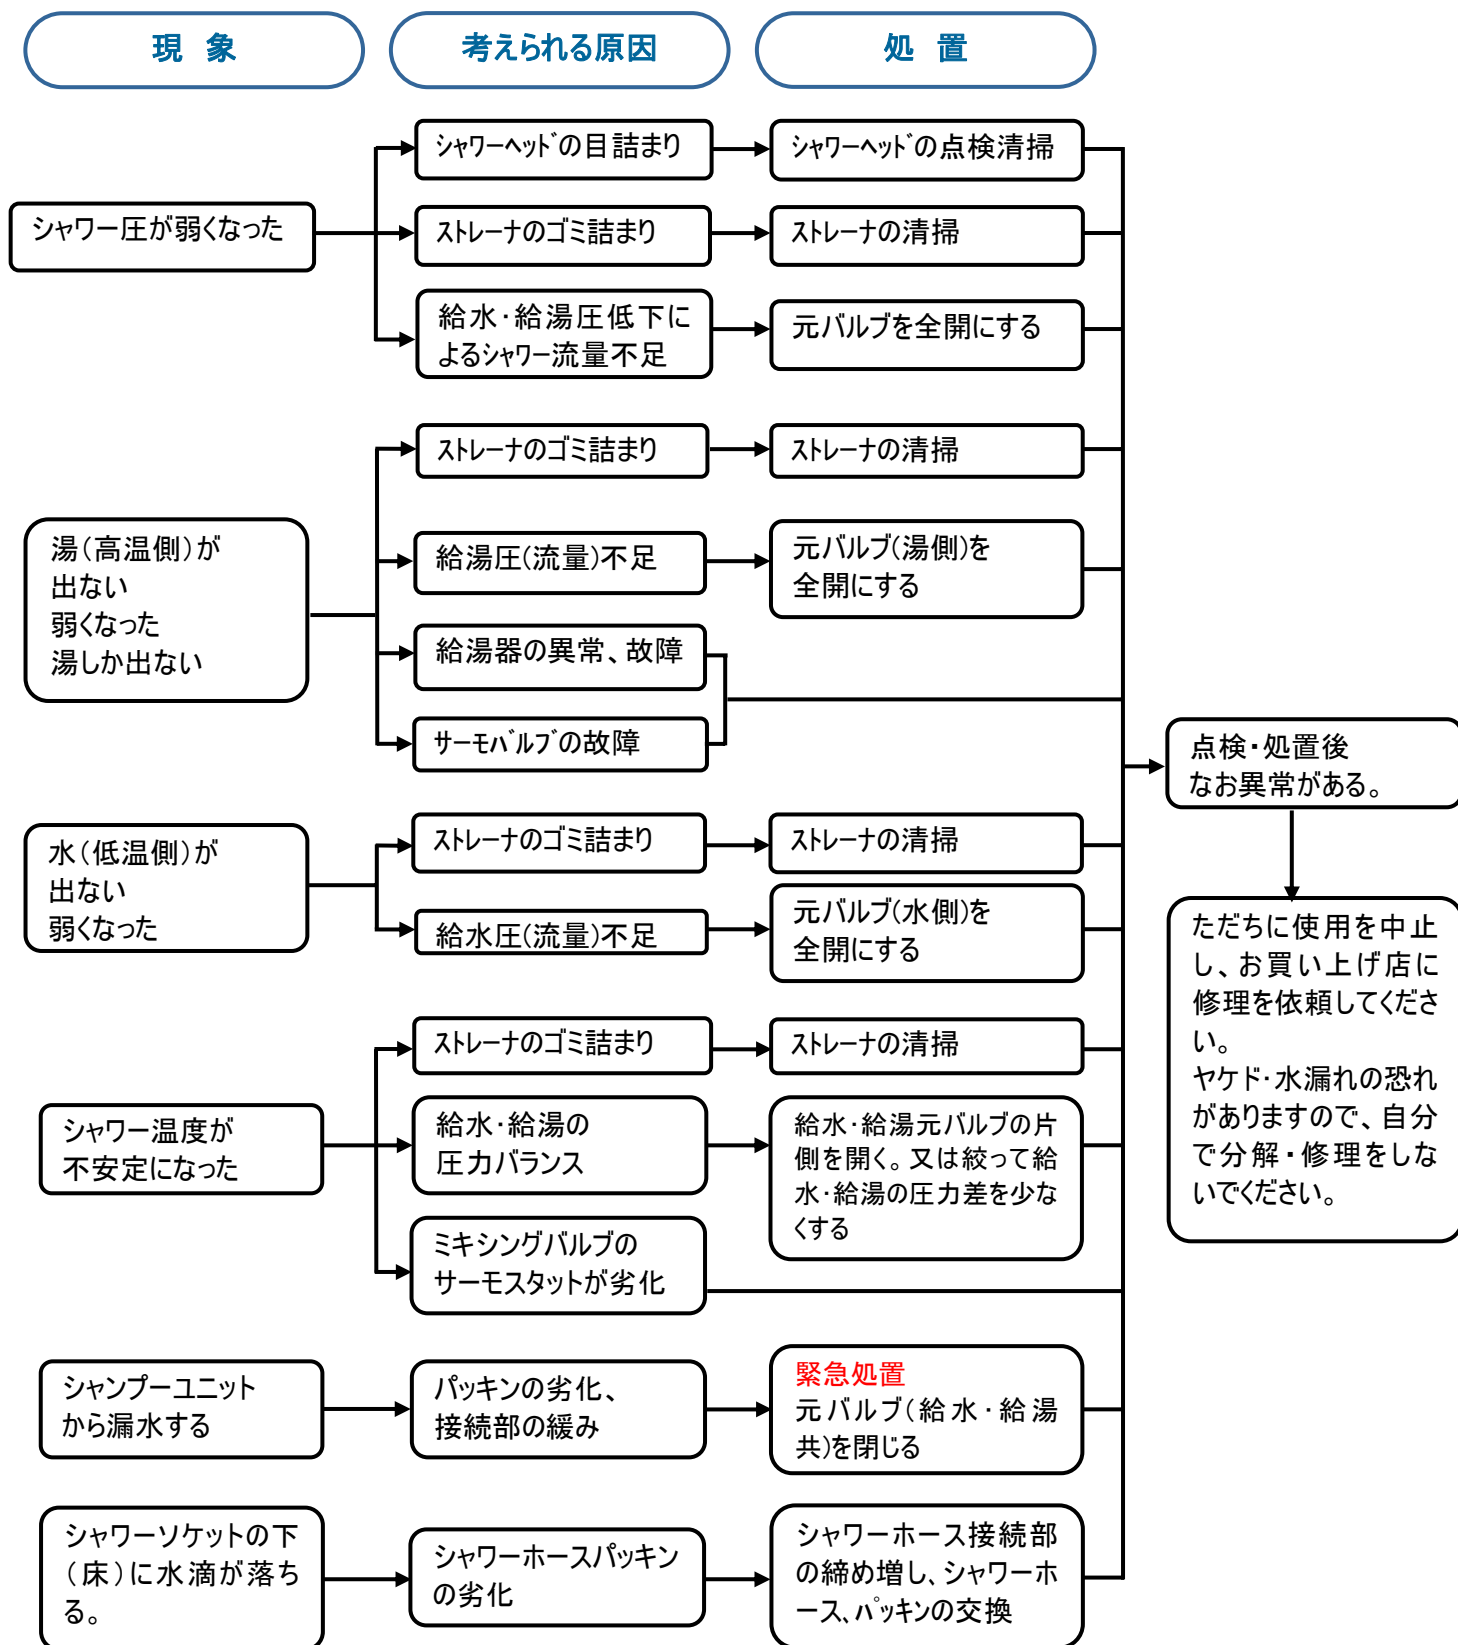 現 象
考えられる原因
処 置
シャワー圧が弱くなった
シャワーヘッドの目詰まり
シャワーヘッドの点検清掃
ストレーナのゴミ詰まり
ストレーナの清掃
給水・給湯圧低下に
よるシャワー流量不足
元バルブを全開にする
湯(高温側)が
出ない
弱くなった
湯しか出ない
ストレーナのゴミ詰まり
ストレーナの清掃
給湯圧(流量)不足
元バルブ(湯側)を
全開にする
給湯器の異常、故障
サーモバルブの故障
水(低温側)が
出ない
弱くなった
ストレーナのゴミ詰まり
ストレーナの清掃
給水圧(流量)不足
元バルブ(水側)を
全開にする
シャワー温度が
不安定になった
ストレーナのゴミ詰まり
ストレーナの清掃
給水・給湯の
圧力バランス
給水・給湯元バルブの片
側を開く。又は絞って給
水・給湯の圧力差を少な
くする
ミキシングバルブの
サーモスタットが劣化
シャンプーユニット
から漏水する
パッキンの劣化、
接続部の緩み
緊急処置
元バルブ(給水・給湯
共)を閉じる
シャワーソケットの下
(床)に水滴が落ち
る。
シャワーホースパッキン
の劣化
シャワーホース接続部
の締め増し、シャワーホ
ース、パッキンの交換
点検・処置後
なお異常がある。
ただちに使用を中止
し、お買い上げ店に
修理を依頼してくださ
い。
ヤケド・水漏れの恐れ
がありますので、自分
で分解・修理をしな
いでください。